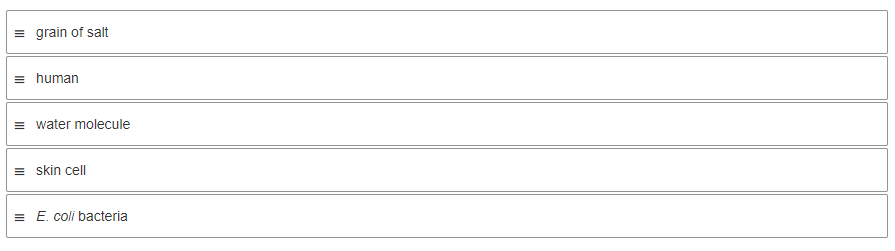 grain of salt
human
water molecule
skin cell
E. coli bacteria